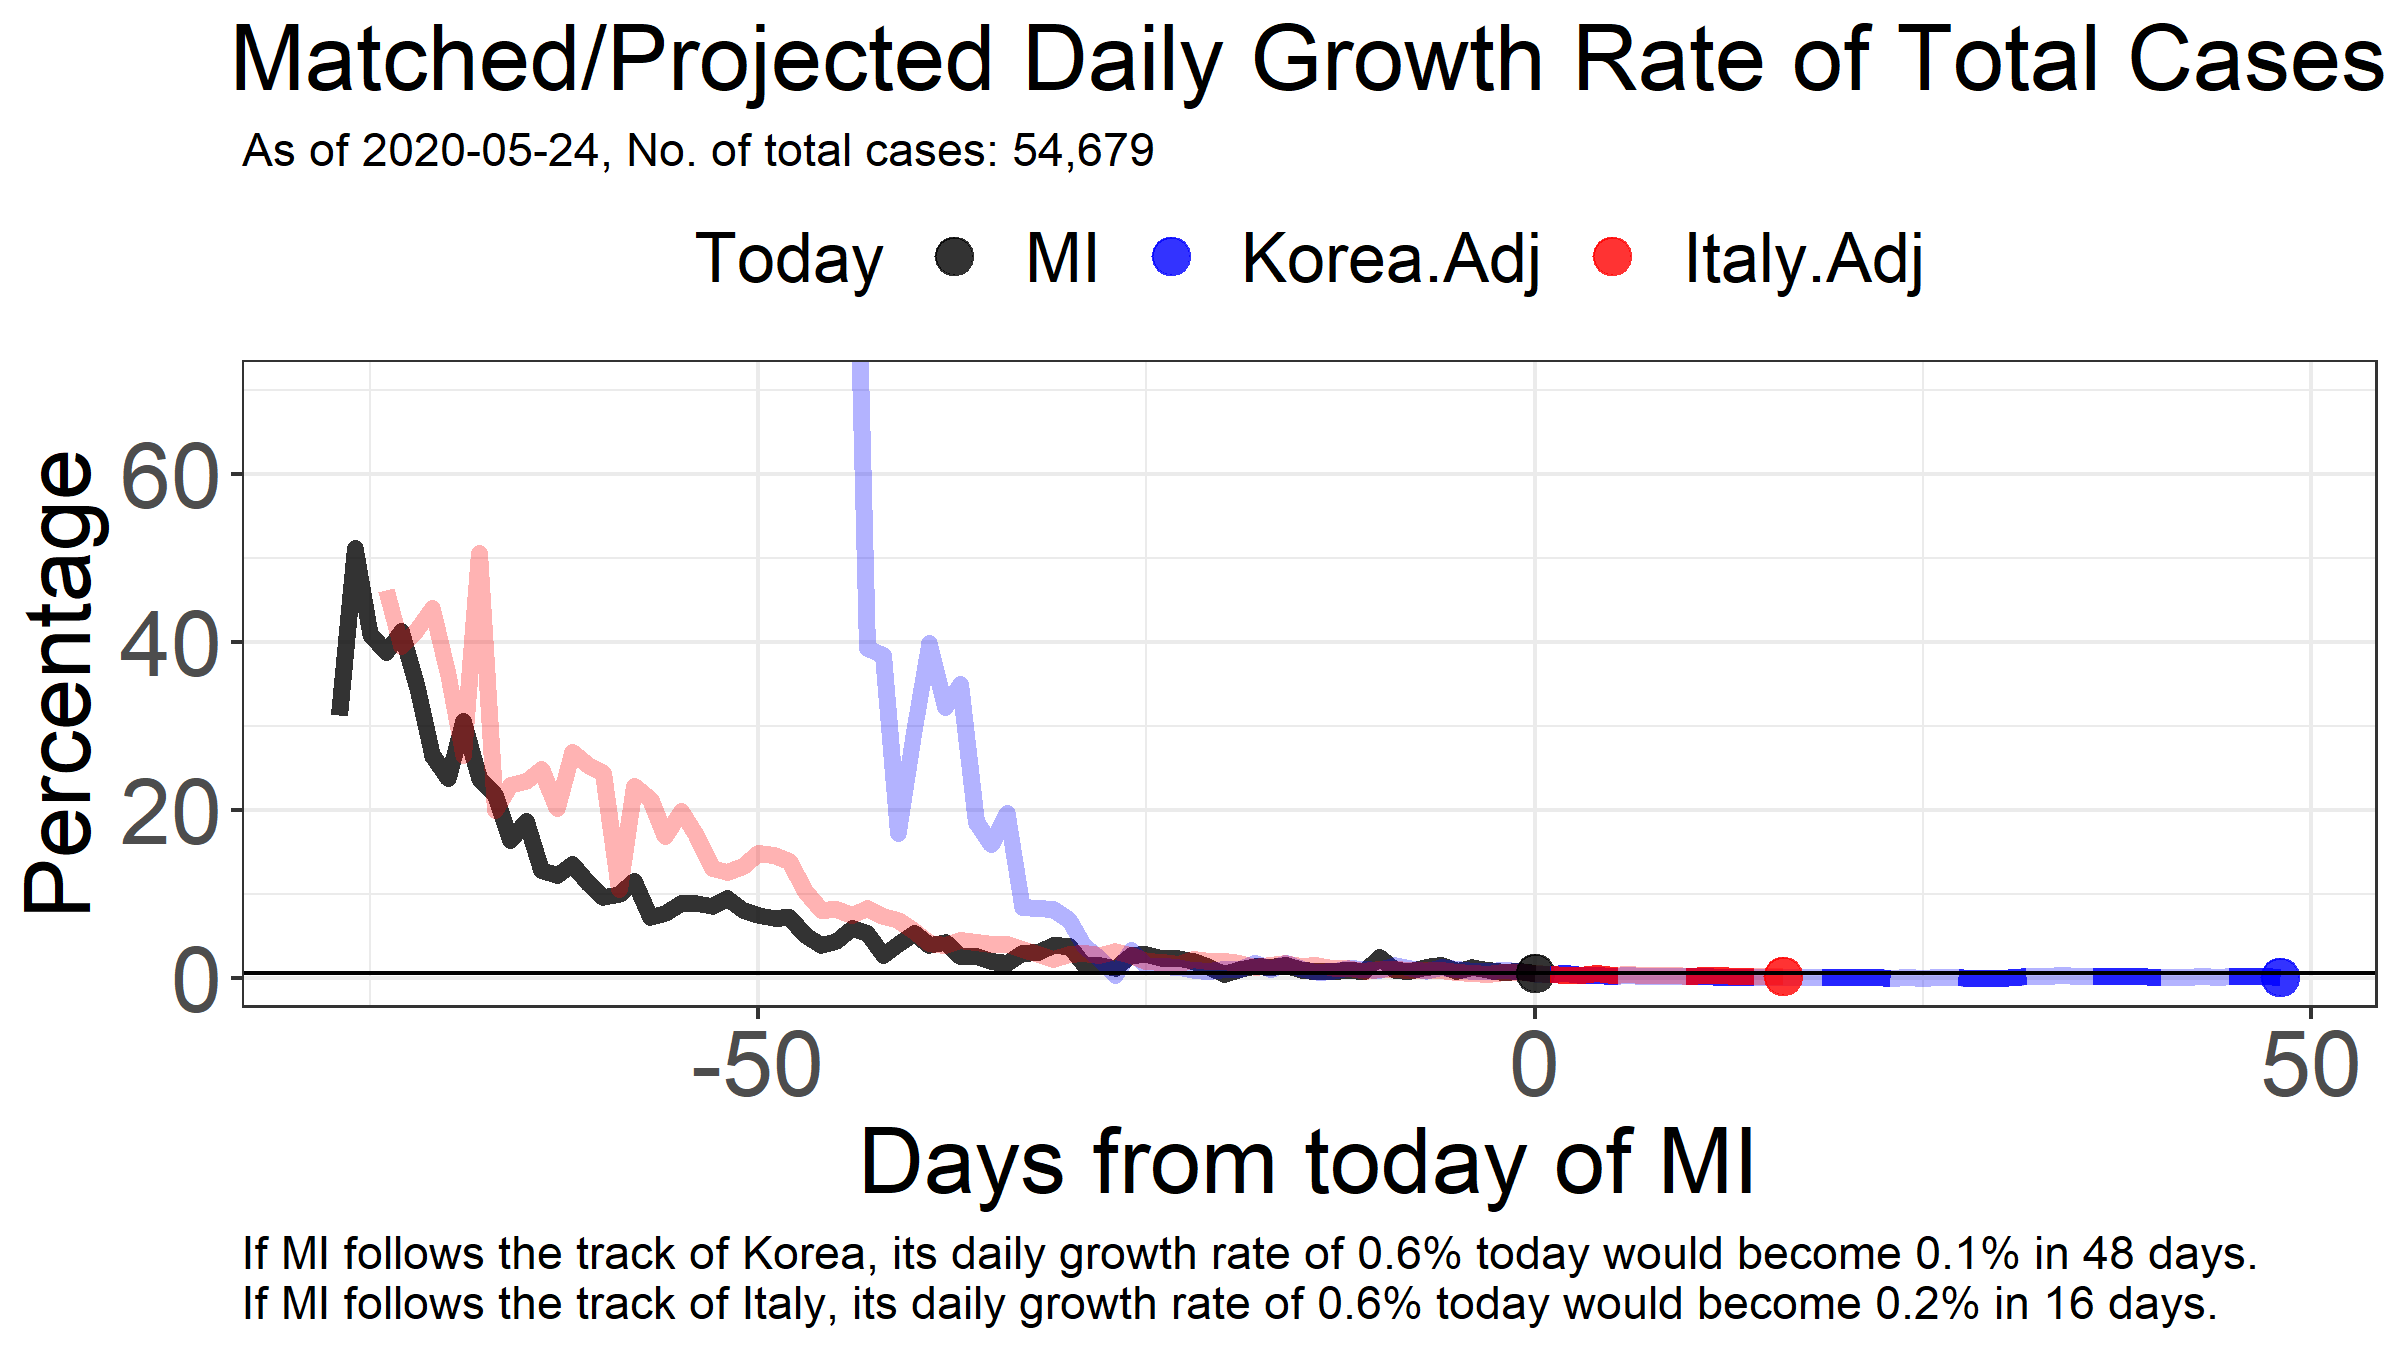 Matched/Projected Daily Growth Rate of Total Cases
As of 2020-05-24, No. of total cases: 54,679
Today MI Korea.Adj Italy.Adj
Percentage
60
40
20
0
-50 0 50
Days from today of MI
If MI follows the track of Korea, its daily growth rate of 0.6% today would become 0.1% in 48 days.
If MI follows the track of Italy, its daily growth rate of 0.6% today would become 0.2% in 16 days.